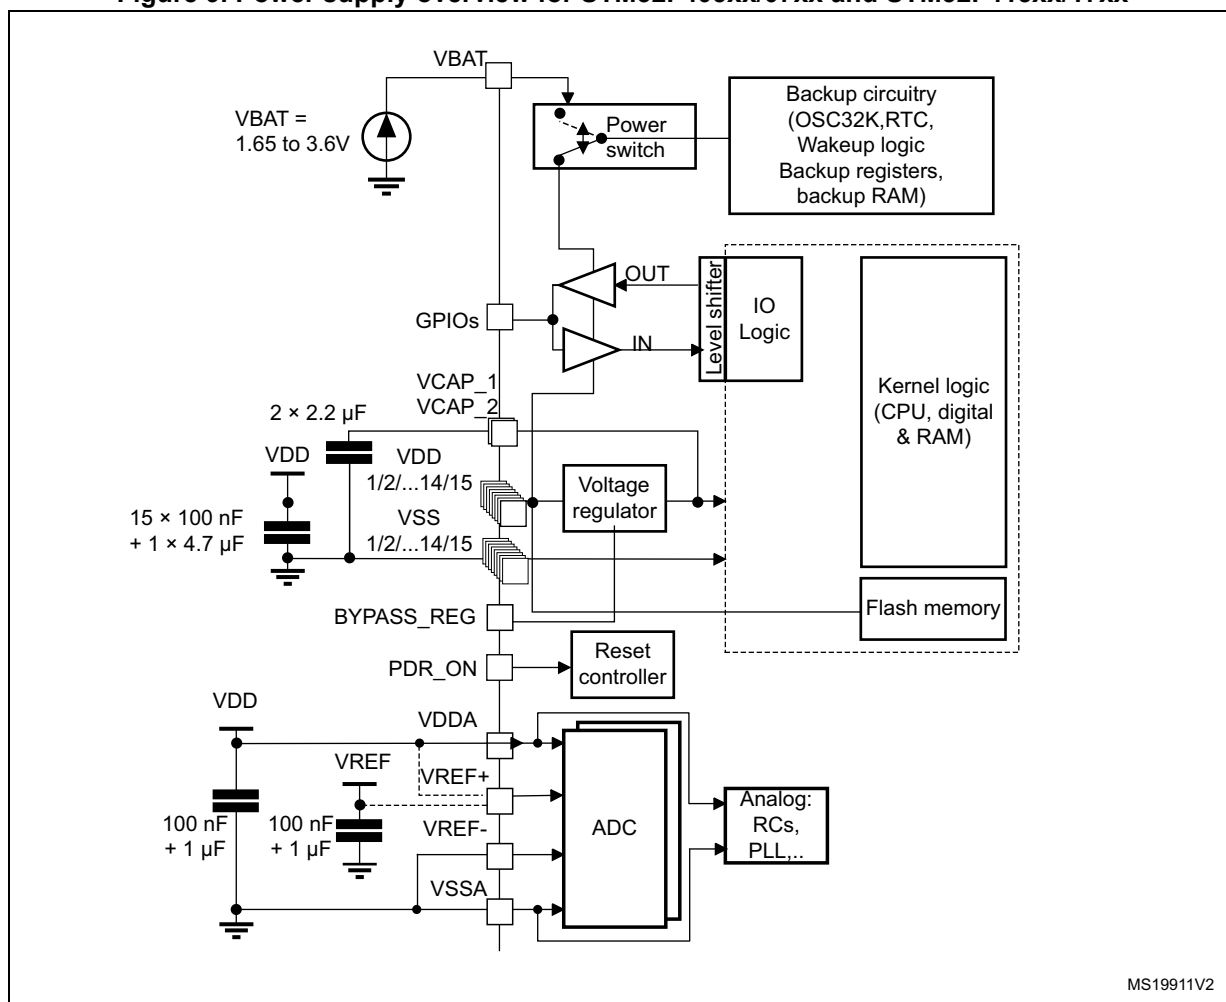 VBAT
VBAT =
1.65 to 3.6V
Power
switch
Backup circuitry
(OSC32K,RTC,
Wakeup logic
Backup registers,
backup RAM)
OUT
GPIOs
IN
Level shifter
IO
Logic
Kernel logic
(CPU, digital
& RAM)
VCAP_1
VCAP_2
2 × 2.2 µF
VDD
VDD
1/2/...14/15
Voltage
regulator
15 × 100 nF
+ 1 × 4.7 µF
VSS
1/2/...14/15
BYPASS_REG
Flash memory
PDR_ON
Reset
controller
VDD
VDDA
VREF
VREF+
100 nF
+ 1 µF
100 nF
+ 1 µF
VREF-
ADC
Analog:
RCs,
PLL,..
VSSA
MS19911V2